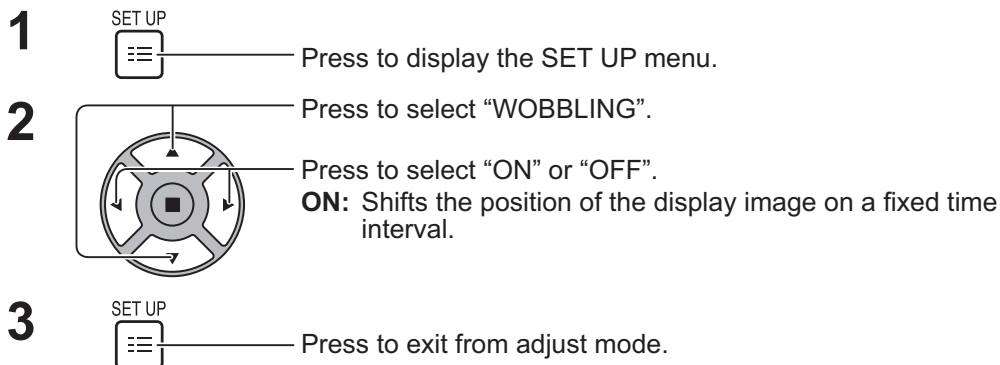 1
SET UP
Press to display the SET UP menu.
2
Press to select “WOBBLING”.
Press to select “ON” or “OFF”.
ON: Shifts the position of the display image on a fixed time
interval.
3
SET UP
Press to exit from adjust mode.